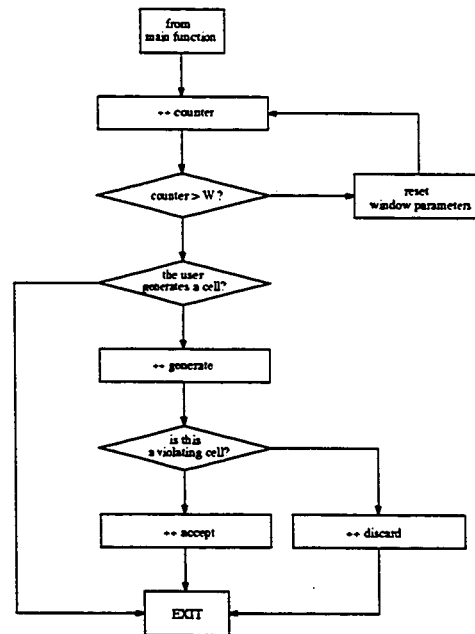 from
main function
++ counter
counter > W ?
reset
window parameters
the user
generates a cell?
++ generate
is this
a violating cell?
++ accept
++ discard
EXIT